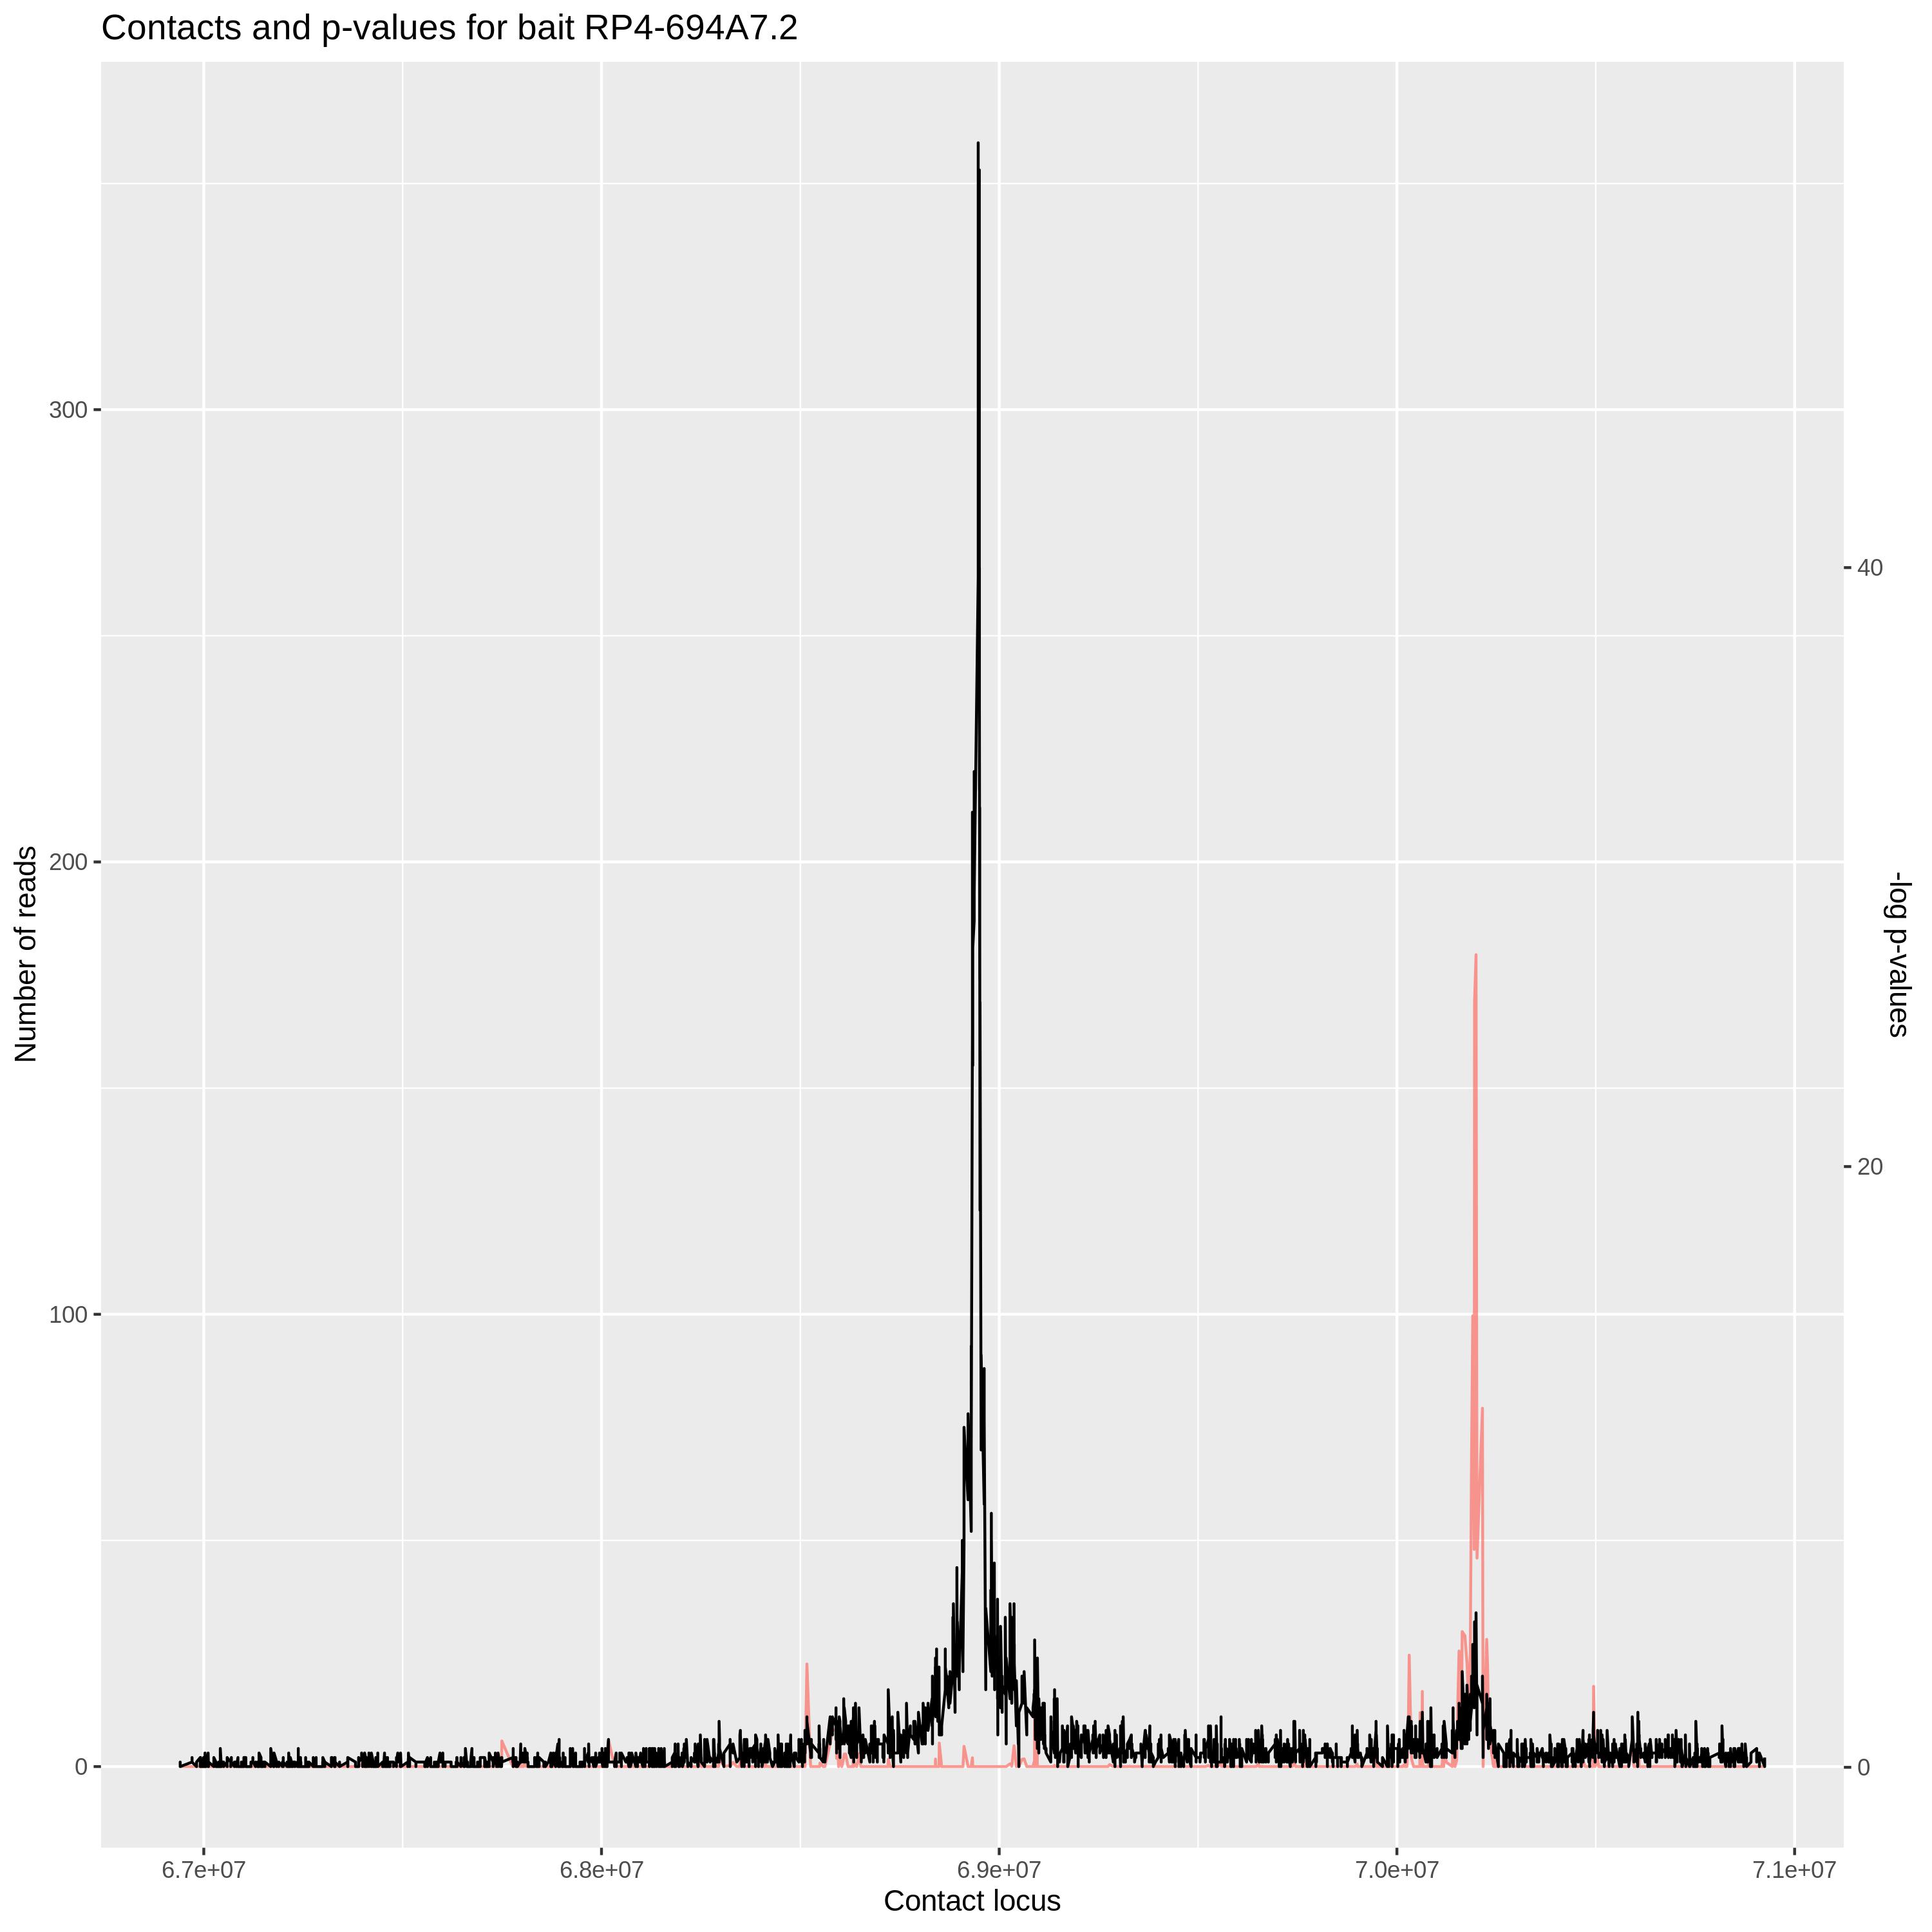 Contacts and p-values for bait RP4-694A7.2
300
200
100
0
Number of reads
40
20
0
-log p-values
6.7e+07 6.8e+07 6.9e+07 7.0e+07 7.1e+07
Contact locus